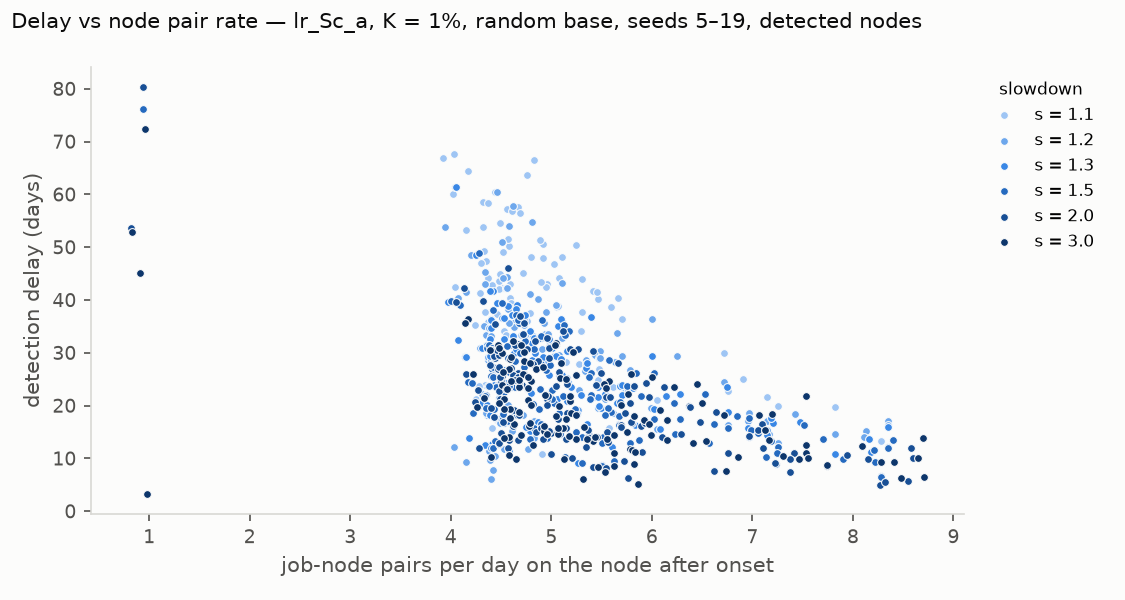 Delay vs node pair rate — lr_Sc_a, K = 1%, random base, seeds 5–19, detected nodes
detection delay (days)
80
70
60
50
40
30
20
10
0
1 2 3 4 5 6 7 8 9
job-node pairs per day on the node after onset
slowdown
s = 1.1
s = 1.2
s = 1.3
s = 1.5
s = 2.0
s = 3.0